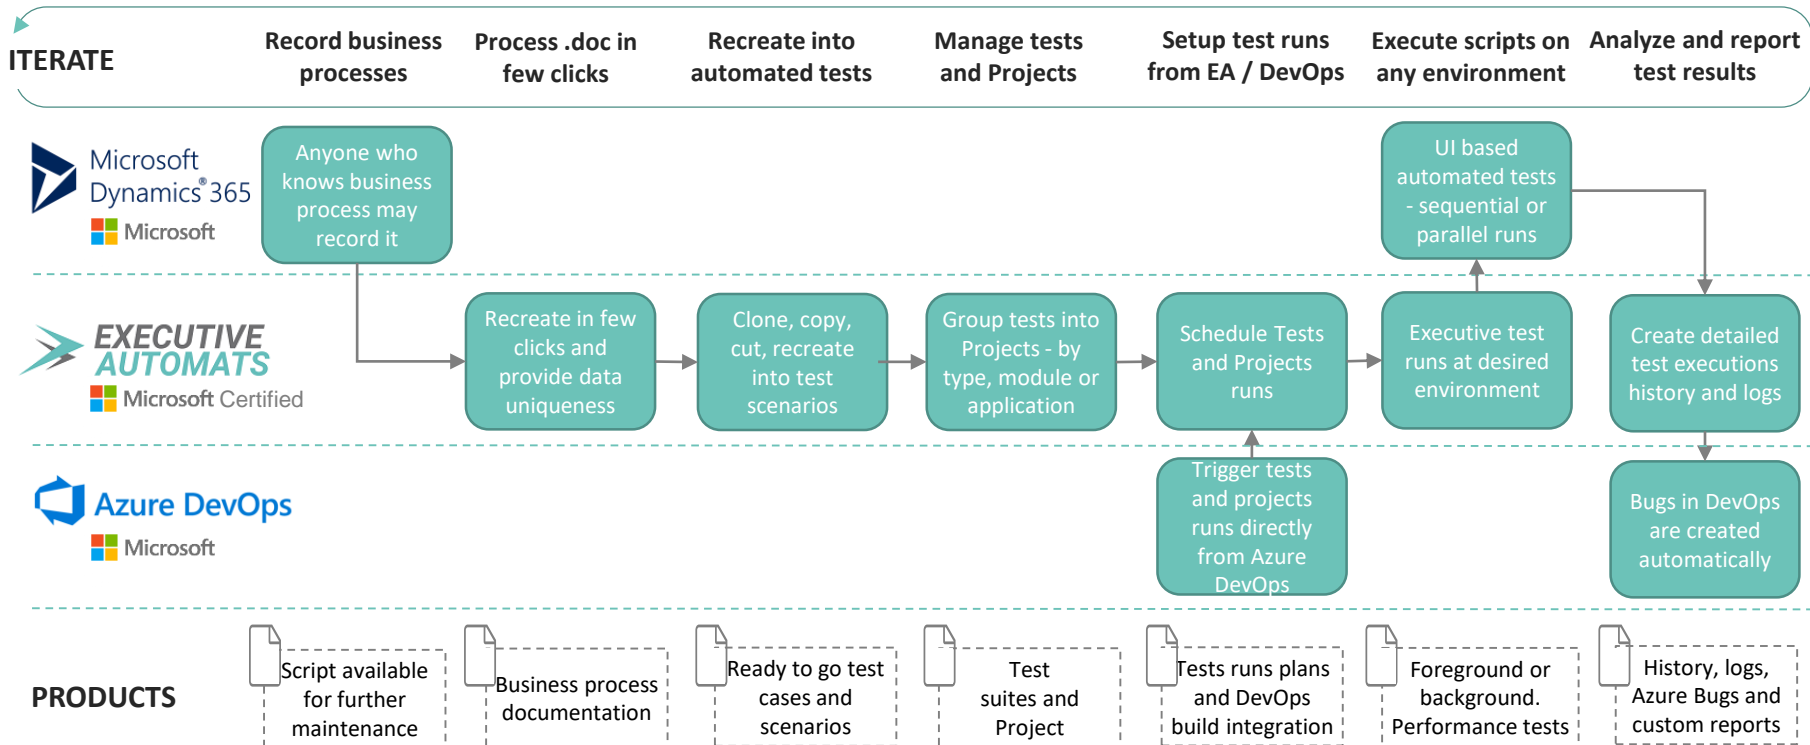 ITERATE
Record business
processes
Process .doc in
few clicks
Recreate into
automated tests
Manage tests
and Projects
Setup test runs
from EA / DevOps
Execute scripts on
any environment
Analyze and report
test results
Microsoft
Dynamics® 365
Microsoft
Anyone who
knows business
process may
record it
UI based
automated tests
- sequential or
parallel runs
EXECUTIVE
AUTOMATS
Microsoft Certified
Recreate in few
clicks and
provide data
uniqueness
Clone, copy,
cut, recreate
into test
scenarios
Group tests into
Projects - by
type, module or
application
Schedule Tests
and Projects
runs
Executive test
runs at desired
environment
Create detailed
test executions
history and logs
Azure DevOps
Microsoft
Trigger tests
and projects
runs directly
from Azure
DevOps
Bugs in DevOps
are created
automatically
PRODUCTS
Script available
for further
maintenance
Business process
documentation
Ready to go test
cases and
scenarios
Test
suites and
Project
Tests runs plans
and DevOps
build integration
Foreground or
background.
Performance tests
History, logs,
Azure Bugs and
custom reports